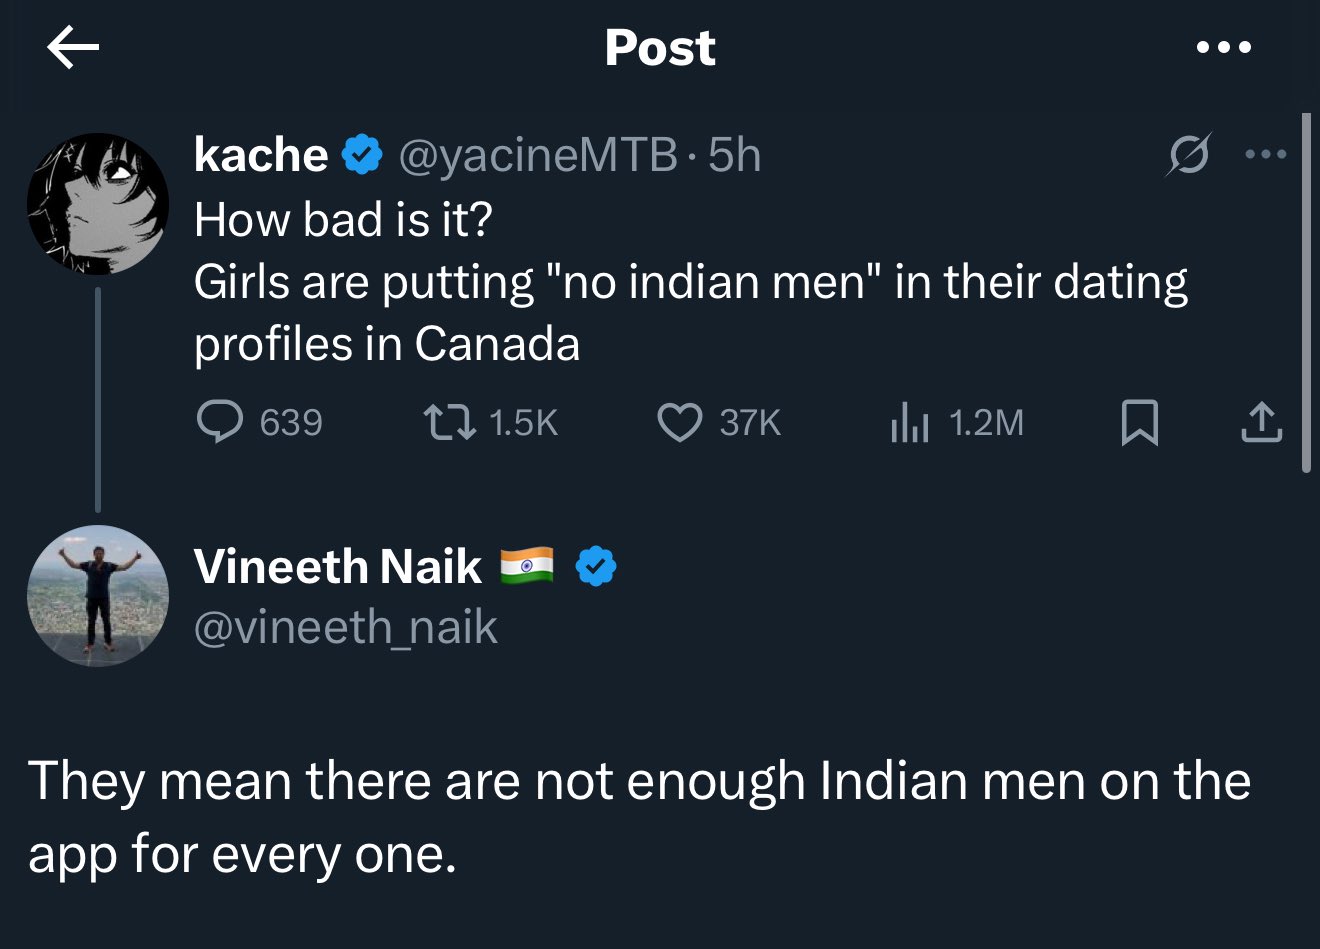 Post
kache @yacineMTB · 5h
How bad is it?
Girls are putting "no indian men" in their dating
profiles in Canada
639 1.5K 37K 1.2M
Vineeth Naik 🇮🇳
@vineeth_naik
They mean there are not enough Indian men on the
app for every one.